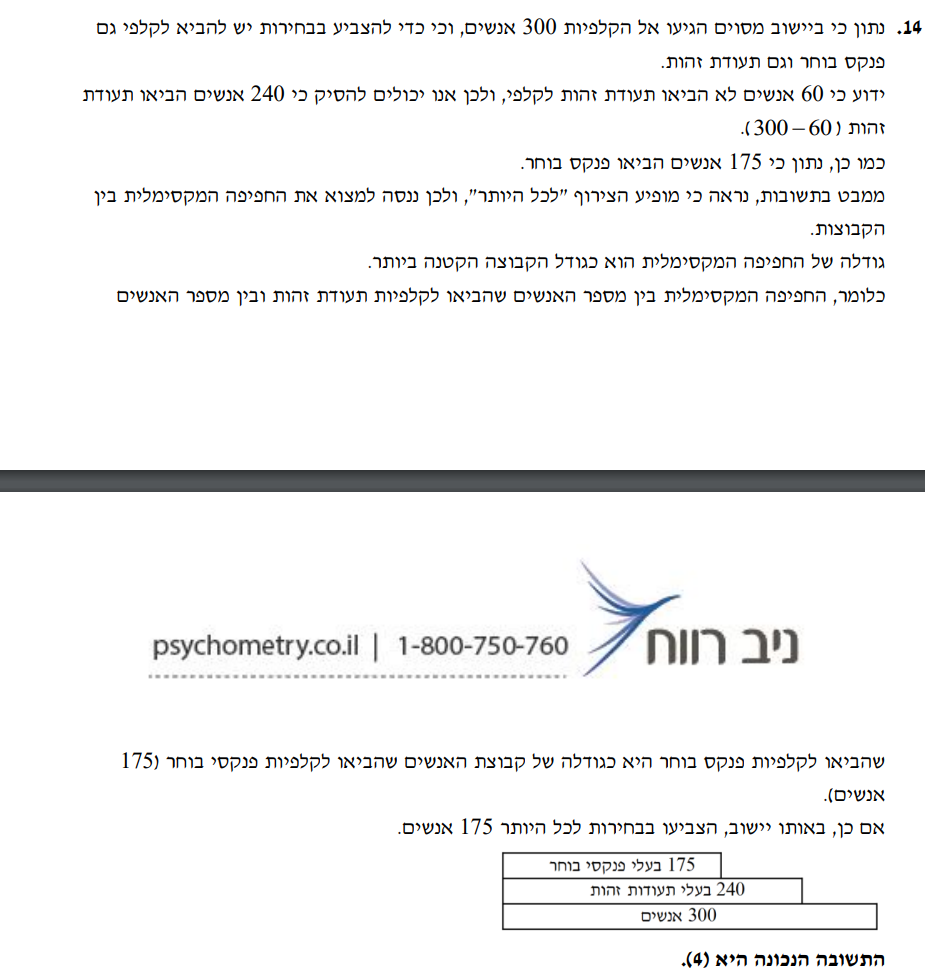 14. נתון כי ביישוב מסוים הגיעו אל הקלפיות 300 אנשים, וכי כדי להצביע בבחירות יש להביא לקלפי גם
פנקס בוחר וגם תעודת זהות.
ידוע כי 60 אנשים לא הביאו תעודת זהות לקלפי, ולכן אנו יכולים להסיק כי 240 אנשים הביאו תעודת
זהות (300 – 60).
כמו כן, נתון כי 175 אנשים הביאו פנקס בוחר.
ממבט בתשובות, נראה כי מופיע הצירוף "לכל היותר", ולכן ננסה למצוא את החפיפה המקסימלית בין
הקבוצות.
גודלה של החפיפה המקסימלית הוא כגודל הקבוצה הקטנה ביותר.
כלומר, החפיפה המקסימלית בין מספר האנשים שהביאו לקלפיות תעודת זהות ובין מספר האנשים
ניב רווח
psychometry.co.il | 1-800-750-760
שהביאו לקלפיות פנקס בוחר היא כגודלה של קבוצת האנשים שהביאו לקלפיות פנקסי בוחר (175
אנשים).
אם כן, באותו יישוב, הצביעו בבחירות לכל היותר 175 אנשים.
175 בעלי פנקסי בוחר
240 בעלי תעודות זהות
300 אנשים
התשובה הנכונה היא (4).